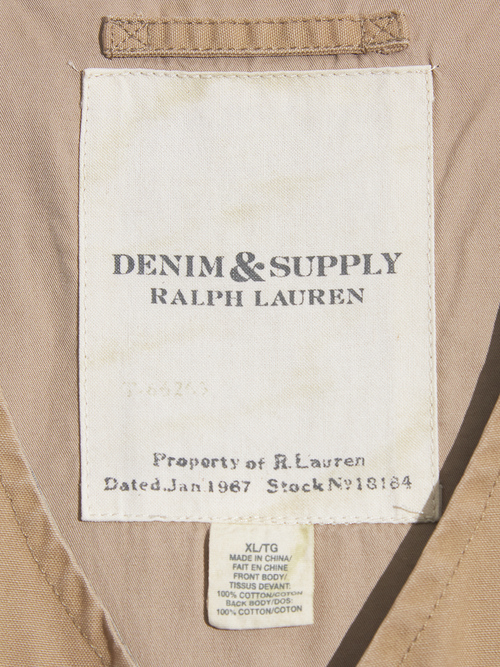 DENIM & SUPPLY
RALPH LAUREN
T-66263
Property of R. Lauren
Dated. Jan 1967 Stock No 18184
XL/TG
MADE IN CHINA/
FAIT EN CHINE
FRONT BODY/
TISSUS DEVANT:
100% COTTON/COTON
BACK BODY/DOS:
100% COTTON/COTON